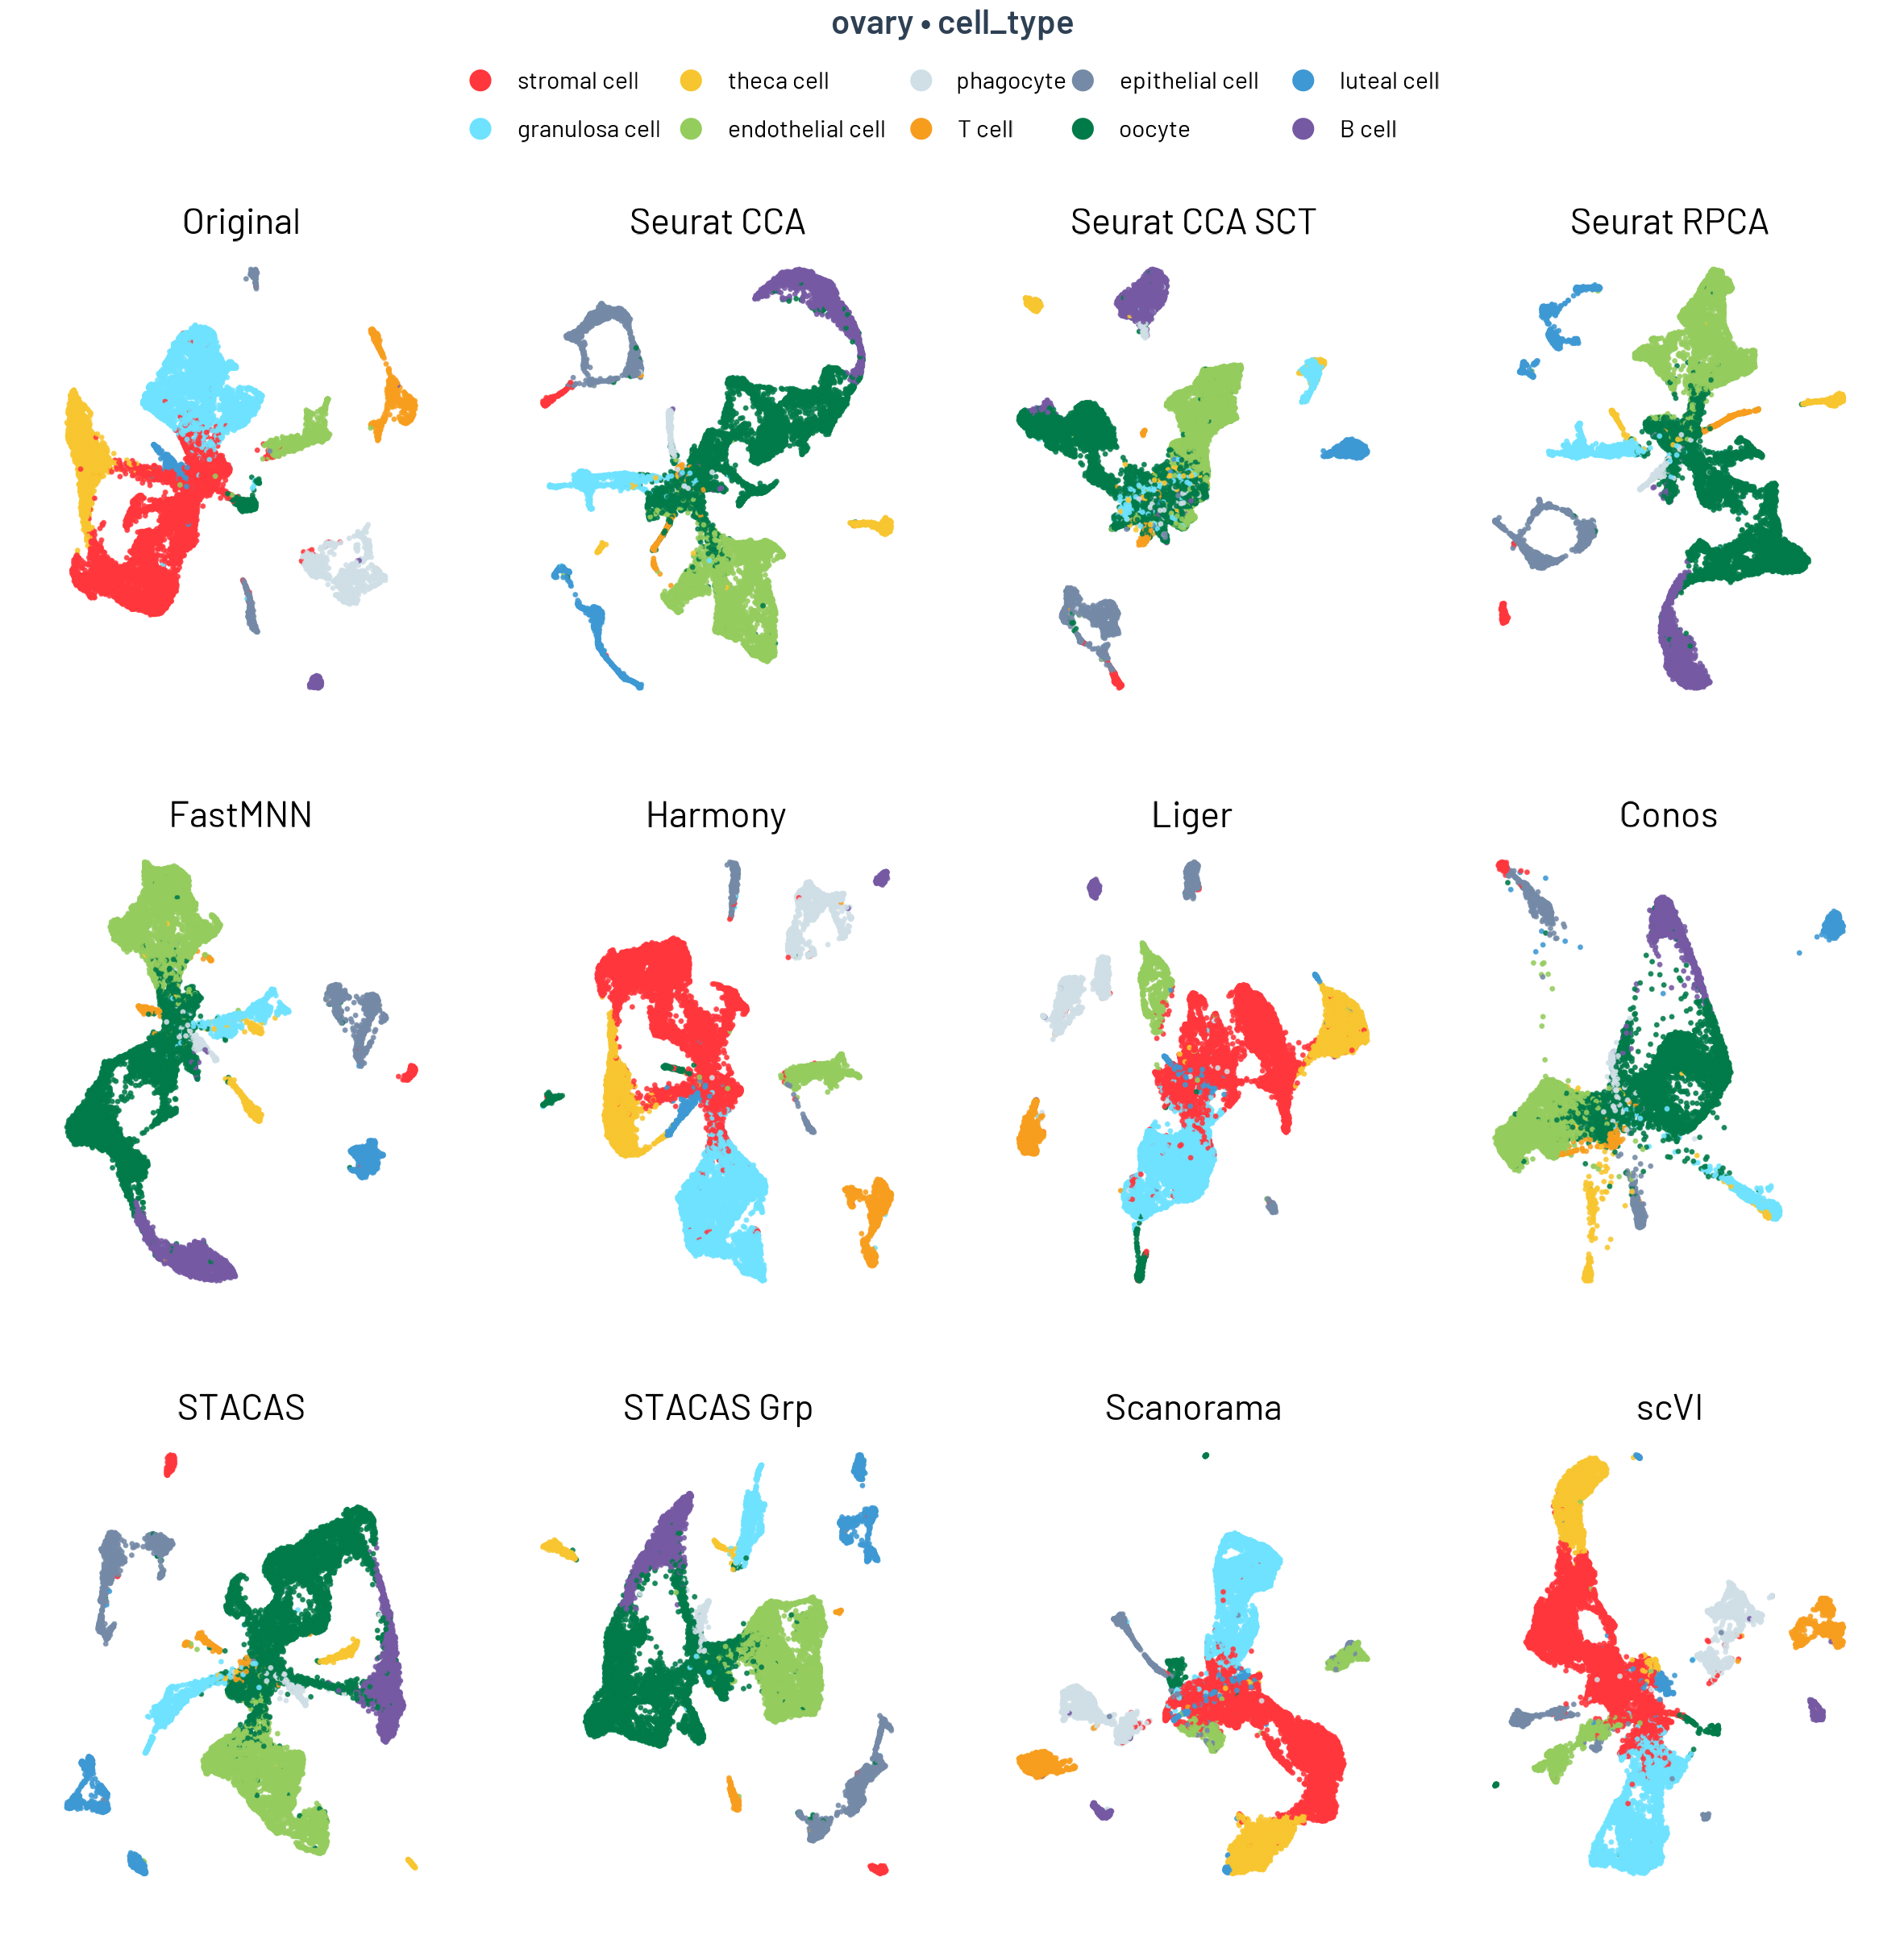 ovary • cell_type
stromal cell theca cell phagocyte epithelial cell luteal cell
granulosa cell endothelial cell T cell oocyte B cell
Original Seurat CCA Seurat CCA SCT Seurat RPCA
FastMNN Harmony Liger Conos
STACAS STACAS Grp Scanorama scVI